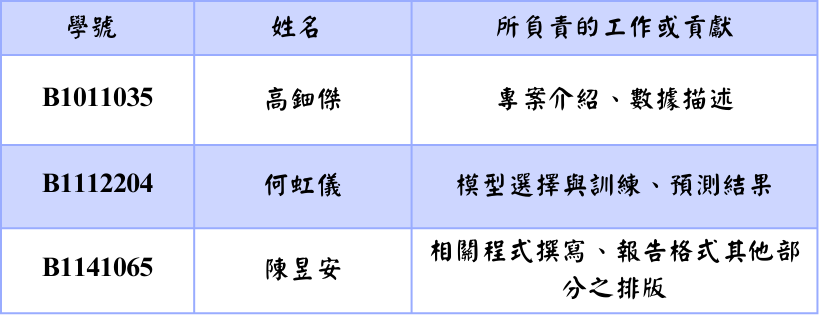 學號 姓名 所負責的工作或貢獻
B1011035 高鈿傑 專案介紹、數據描述
B1112204 何虹儀 模型選擇與訓練、預測結果
B1141065 陳昱安 相關程式撰寫、報告格式其他部
分之排版